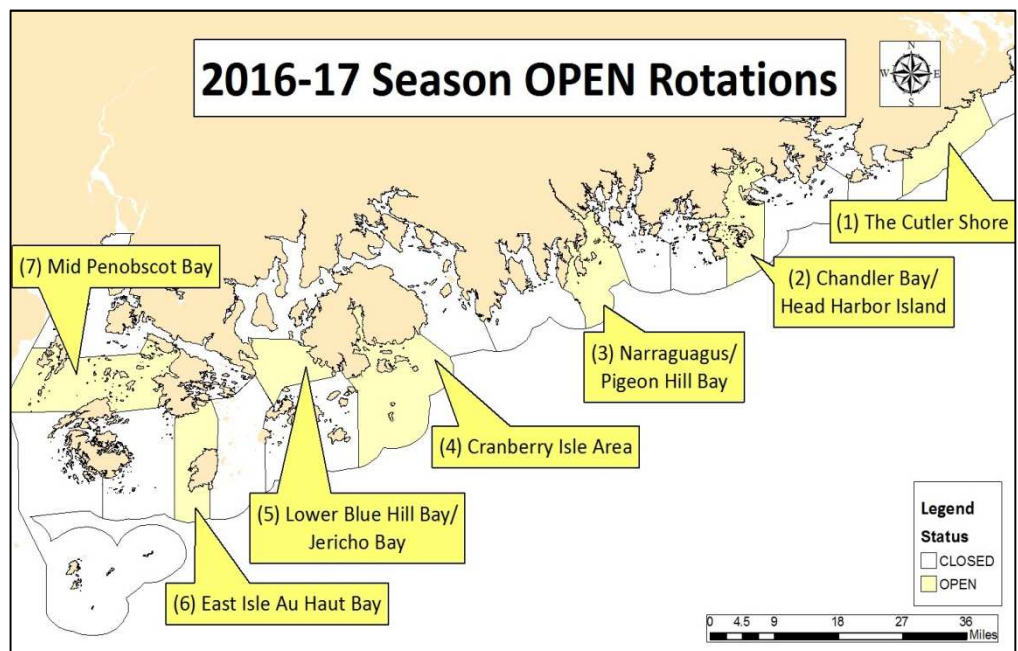 2016-17 Season OPEN Rotations
N
W E
S
(1) The Cutler Shore
(2) Chandler Bay/
Head Harbor Island
(3) Narraguagus/
Pigeon Hill Bay
(4) Cranberry Isle Area
(5) Lower Blue Hill Bay/
Jericho Bay
(6) East Isle Au Haut Bay
(7) Mid Penobscot Bay
Legend
Status
CLOSED
OPEN
0 4.5 9 18 27 36
Miles